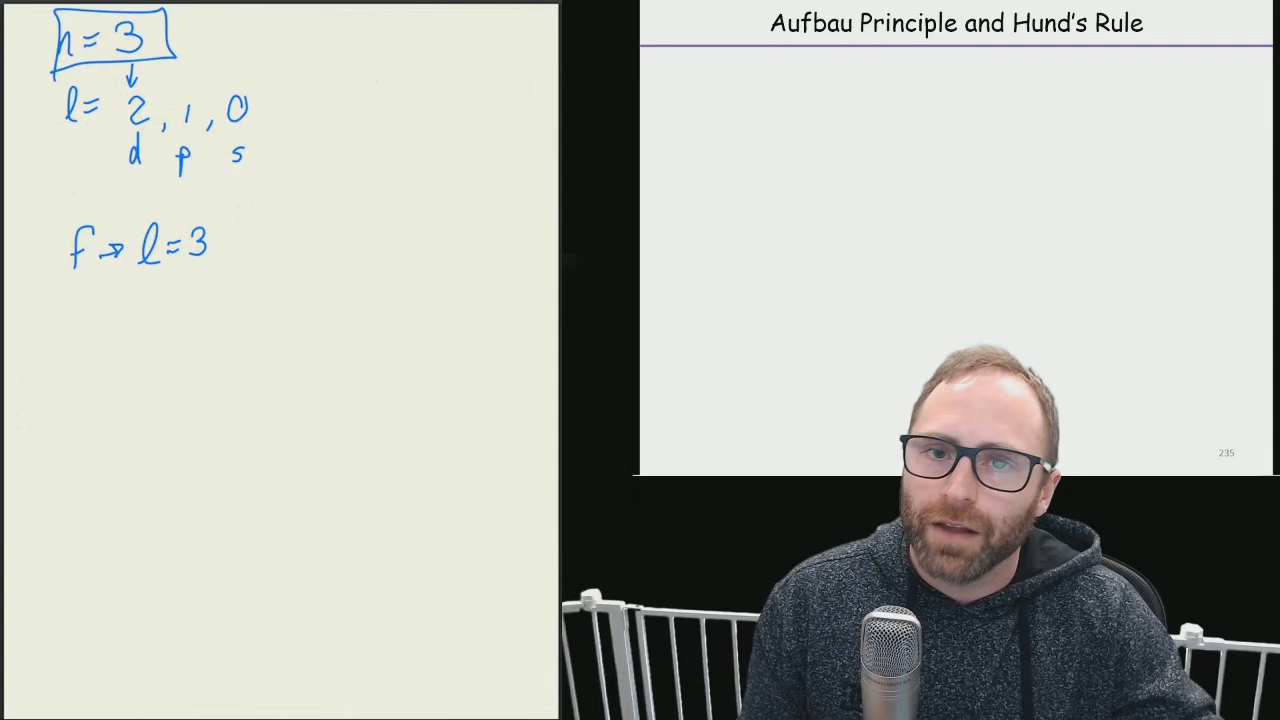 n = 3
l = 2, 1, 0
d p s
f → l = 3
Aufbau Principle and Hund's Rule
235